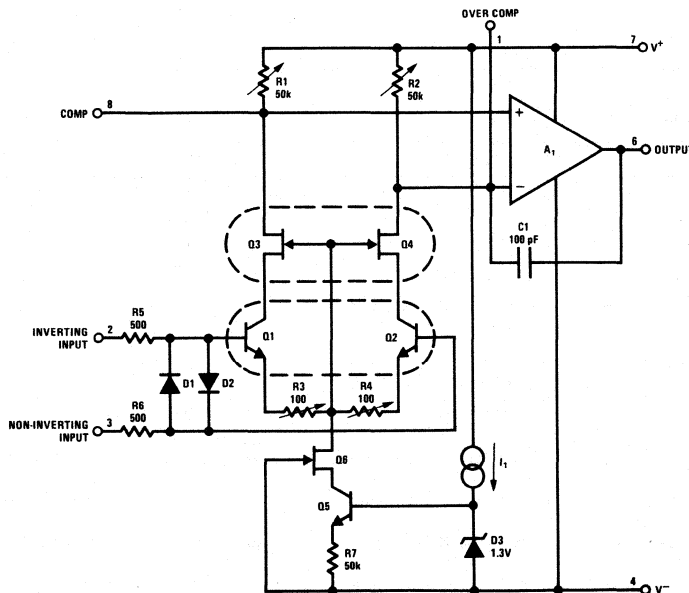 OVER COMP
1
7
V+
R1
50k
R2
50k
8
COMP
+
A1
6
OUTPUT
−
C1
100 pF
Q3
Q4
R5
500
INVERTING
INPUT
2
Q1
Q2
D1
D2
R3
100
R4
100
NON-INVERTING
INPUT
3
R6
500
Q6
I1
Q5
D3
1.3V
R7
50k
4
V−